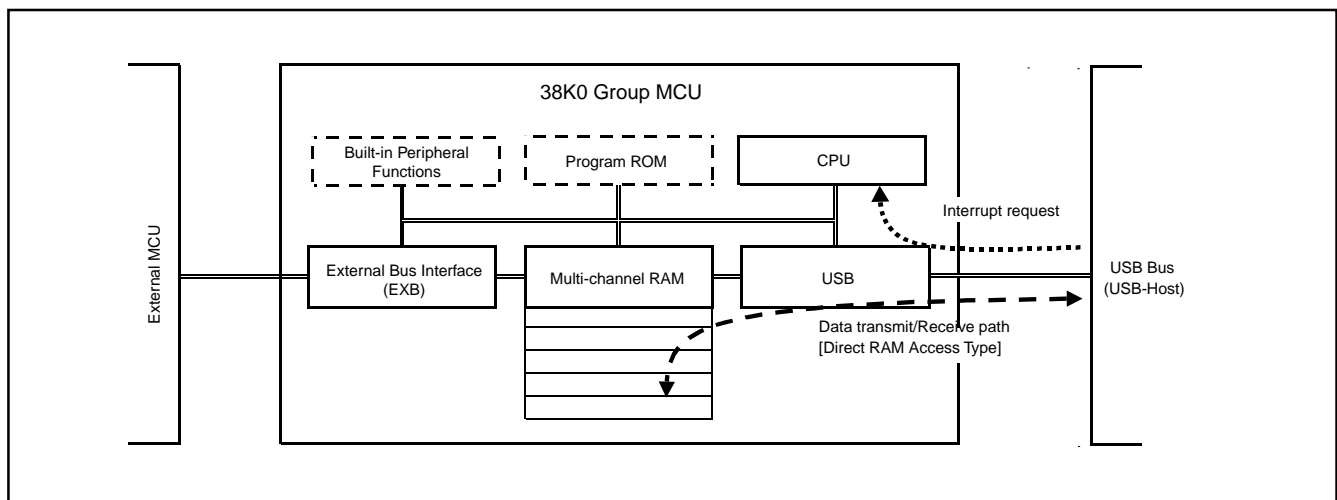 38K0 Group MCU
Built-in Peripheral
Functions
Program ROM
CPU
Interrupt request
External MCU
External Bus Interface
(EXB)
Multi-channel RAM
USB
USB Bus
(USB-Host)
Data transmit/Receive path
[Direct RAM Access Type]